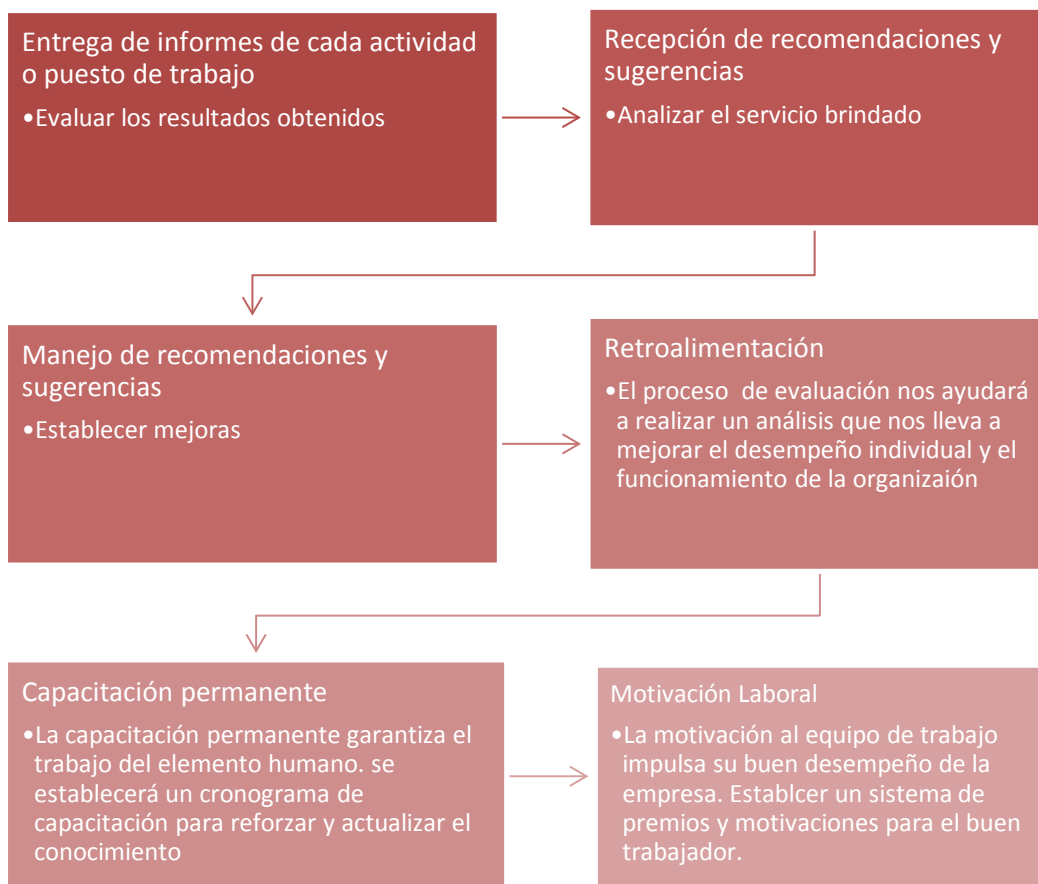 Entrega de informes de cada actividad
o puesto de trabajo
•Evaluar los resultados obtenidos
Recepción de recomendaciones y
sugerencias
•Analizar el servicio brindado
Manejo de recomendaciones y
sugerencias
•Establecer mejoras
Retroalimentación
•El proceso  de evaluación nos ayudará
a realizar un análisis que nos lleva a
mejorar el desempeño individual y el
funcionamiento de la organizaión
Capacitación permanente
•La capacitación permanente garantiza el
trabajo del elemento humano. se
establecerá un cronograma de
capacitación para reforzar y actualizar el
conocimiento
Motivación Laboral
•La motivación al equipo de trabajo
impulsa su buen desempeño de la
empresa. Establcer un sistema de
premios y motivaciones para el buen
trabajador.